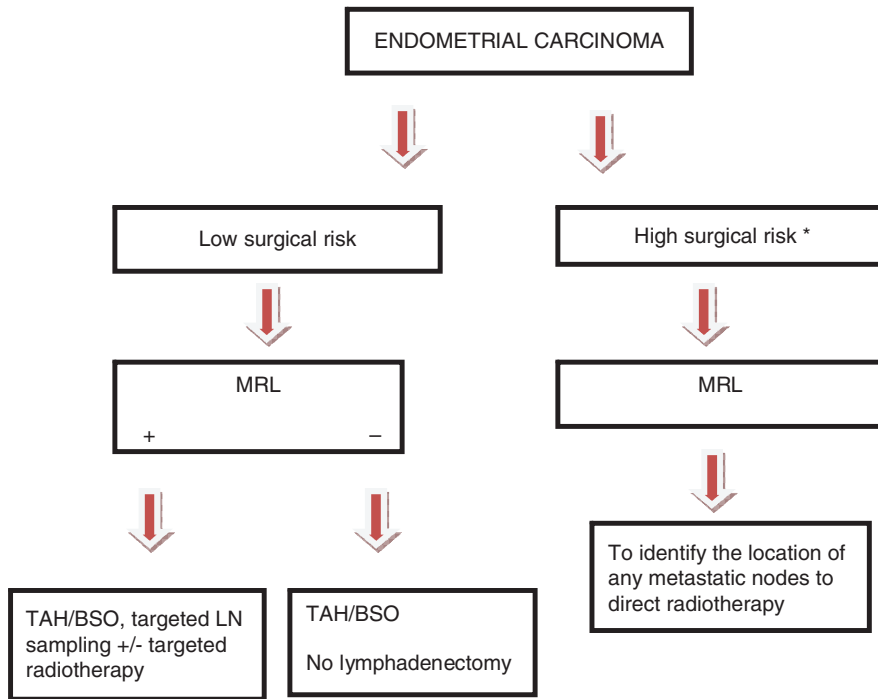 ENDOMETRIAL CARCINOMA
Low surgical risk
High surgical risk *
MRL
+ –
MRL
TAH/BSO, targeted LN
sampling +/- targeted
radiotherapy
TAH/BSO
No lymphadenectomy
To identify the location of
any metastatic nodes to
direct radiotherapy